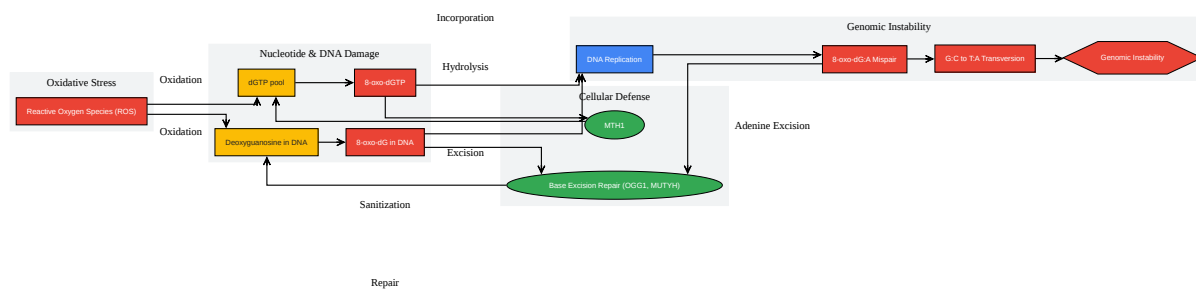 Incorporation
Genomic Instability
Nucleotide & DNA Damage
Oxidative Stress
Oxidation
dGTP pool
8-oxo-dGTP
Hydrolysis
DNA Replication
8-oxo-dG:A Mispair
G:C to T:A Transversion
Genomic Instability
Reactive Oxygen Species (ROS)
Cellular Defense
MTH1
Adenine Excision
Oxidation
Deoxyguanosine in DNA
8-oxo-dG in DNA
Excision
Base Excision Repair (OGG1, MUTYH)
Sanitization
Repair